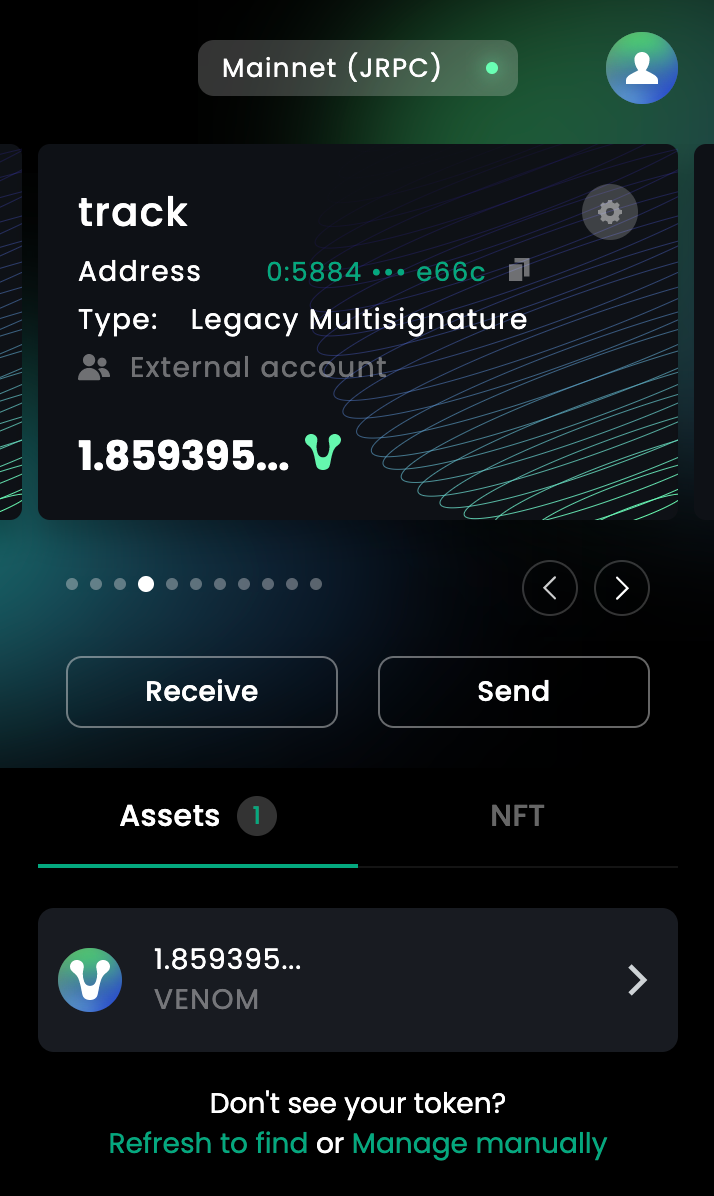 Mainnet (JRPC)
track
Address 0:5884 ••• e66c
Type: Legacy Multisignature
External account
1.859395...
Receive Send
Assets 1 NFT
1.859395...
VENOM
Don't see your token?
Refresh to find or Manage manually